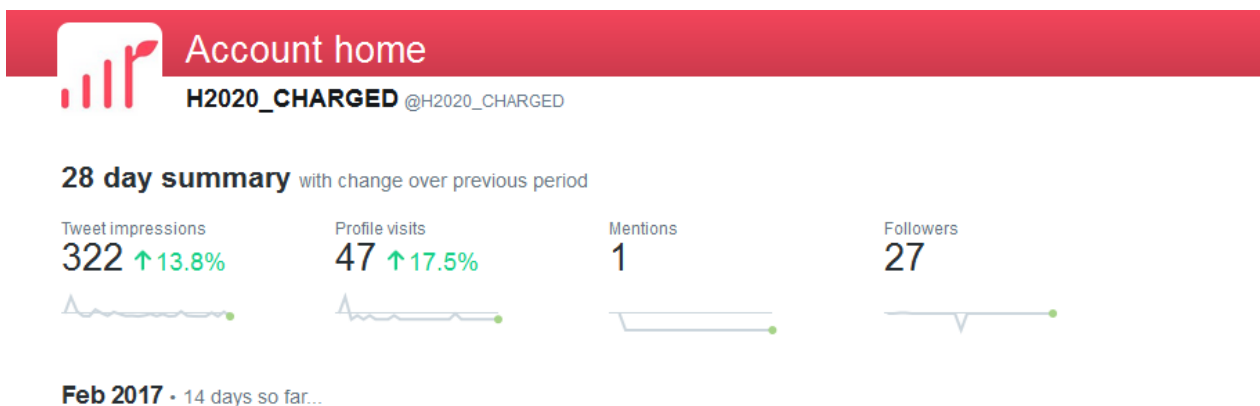 Account home
H2020_CHARGED @H2020_CHARGED
28 day summary with change over previous period
Tweet impressions Profile visits Mentions Followers
322 ↑13.8% 47 ↑17.5% 1 27
Feb 2017 • 14 days so far...